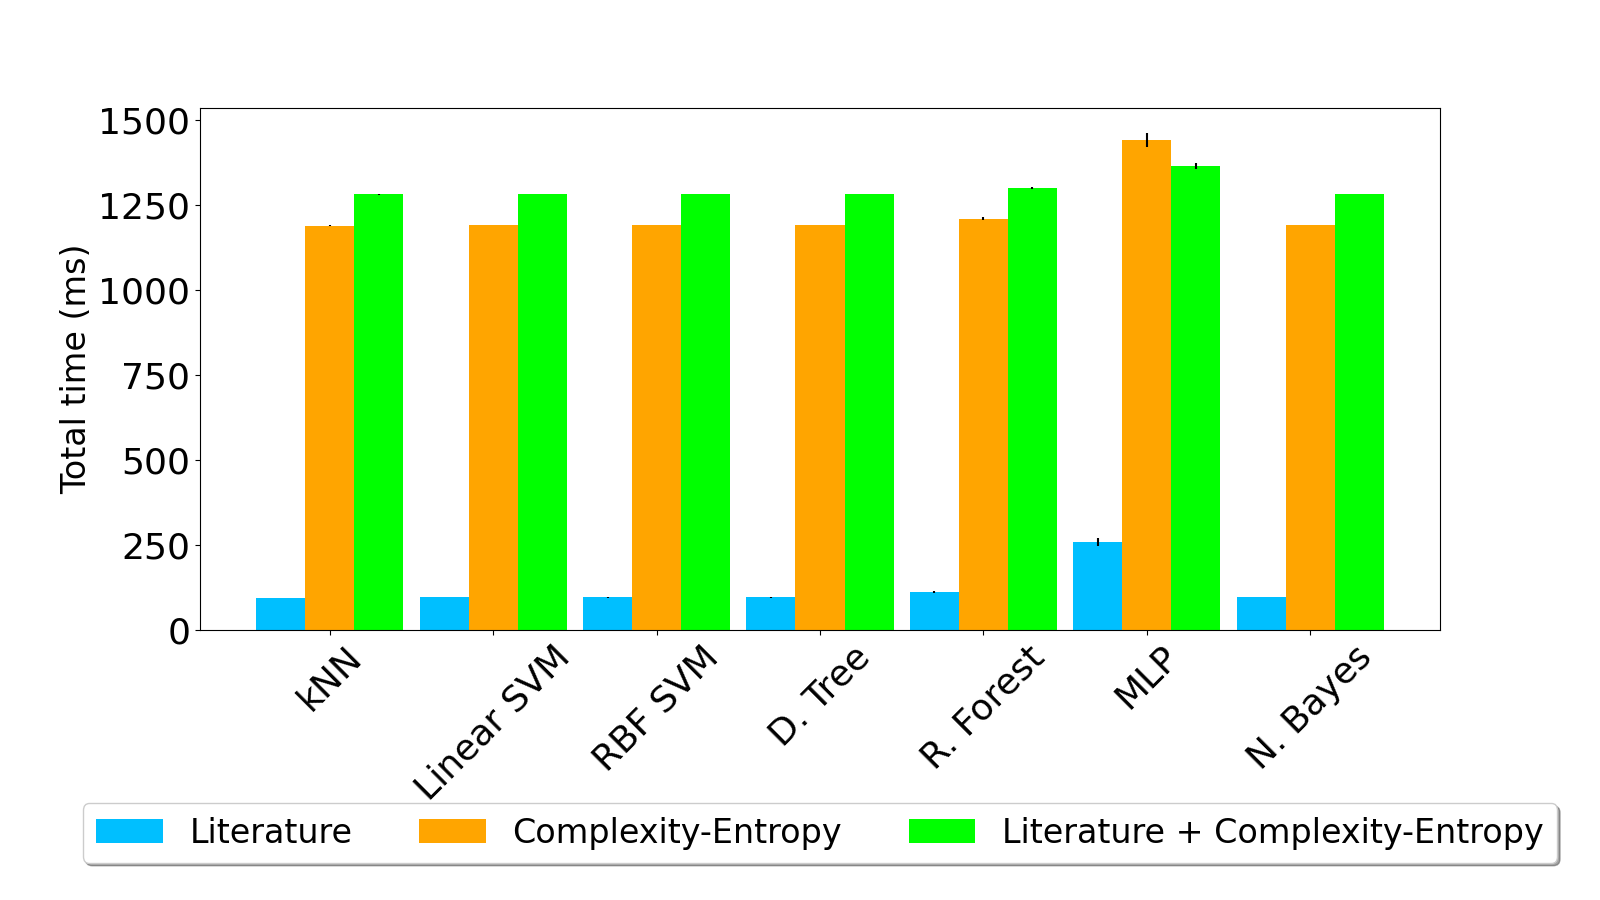 Total time (ms)
1500
1250
1000
750
500
250
0
kNN
Linear SVM
RBF SVM
D. Tree
R. Forest
MLP
N. Bayes
Literature
Complexity-Entropy
Literature + Complexity-Entropy